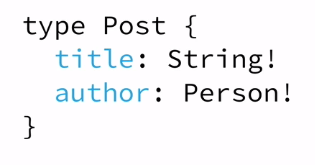 type Post {
  title: String!
  author: Person!
}